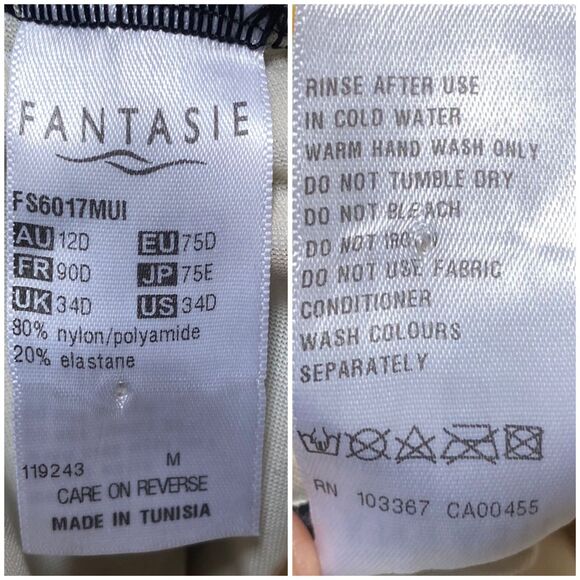 FANTASIE
FS6017MUI
AU 12D EU 75D
FR 90D JP 75E
UK 34D US 34D
80% nylon/polyamide
20% elastane
119243 M
CARE ON REVERSE
MADE IN TUNISIA
RINSE AFTER USE
IN COLD WATER
WARM HAND WASH ONLY
DO NOT TUMBLE DRY
DO NOT BLEACH
DO NOT IRON
DO NOT USE FABRIC
CONDITIONER
WASH COLOURS
SEPARATELY
RN 103367 CA00455